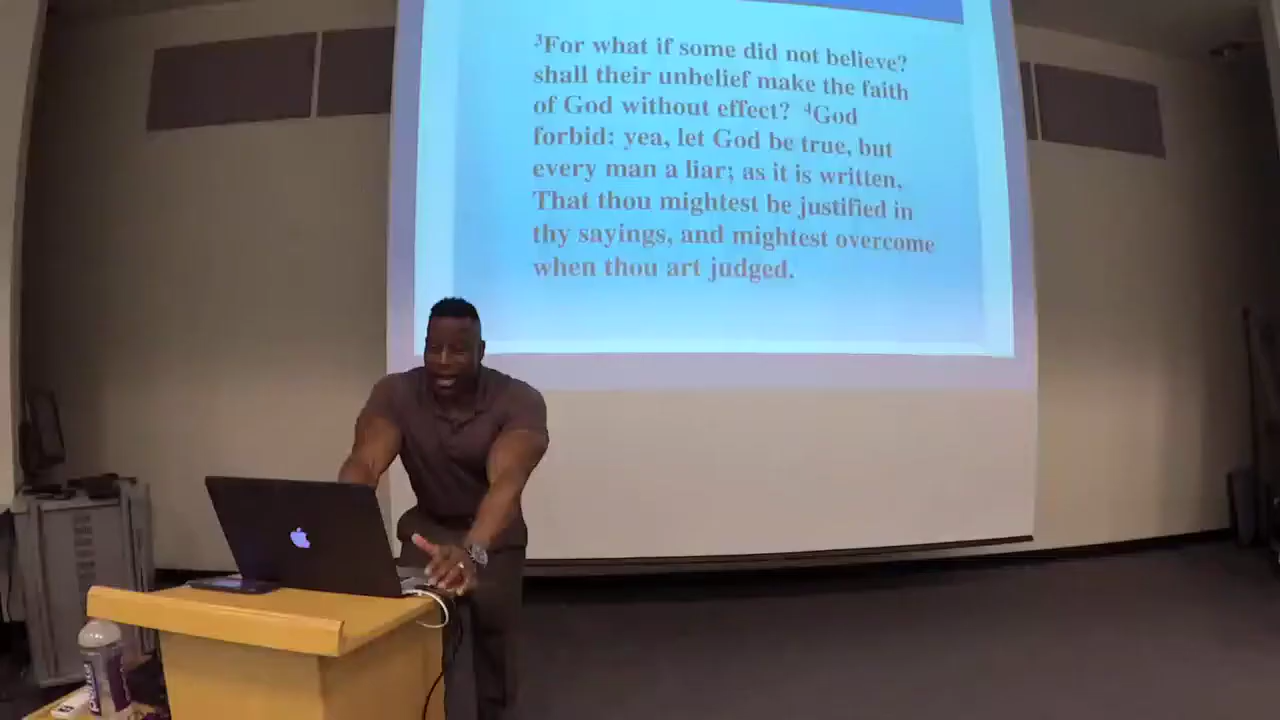 ³For what if some did not believe?
shall their unbelief make the faith
of God without effect? ⁴God
forbid: yea, let God be true, but
every man a liar; as it is written,
That thou mightest be justified in
thy sayings, and mightest overcome
when thou art judged.